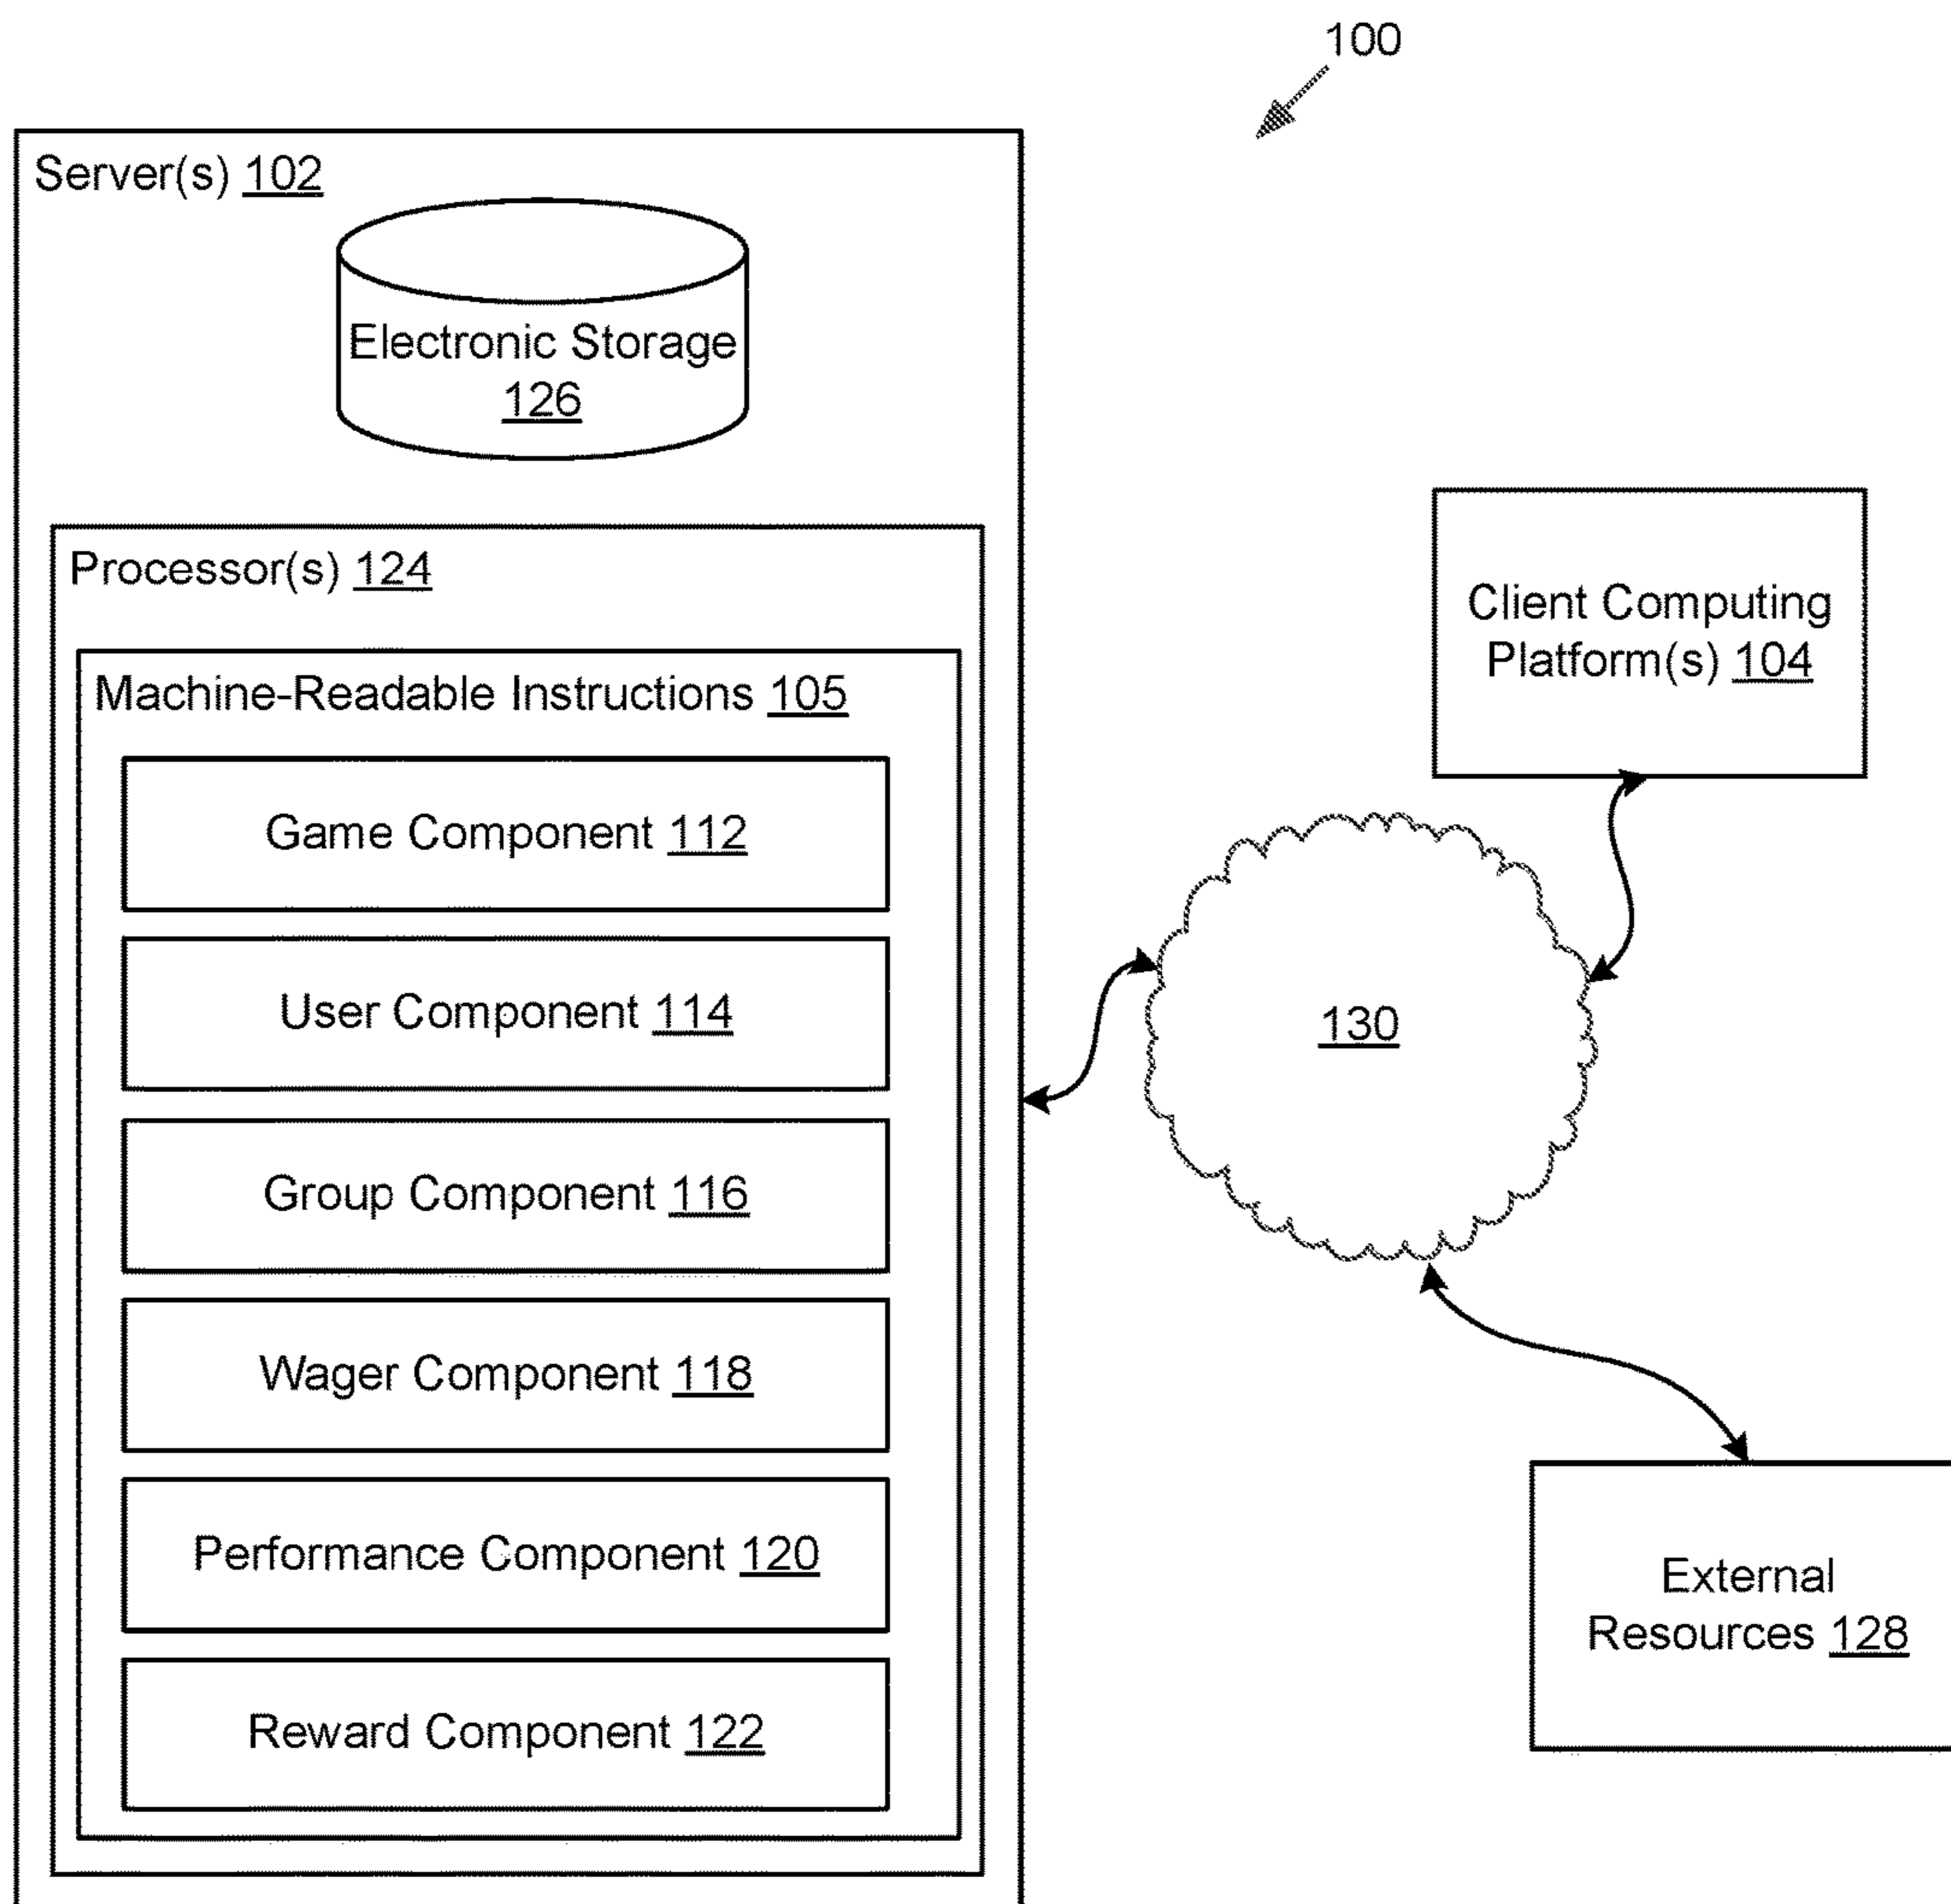 100
Server(s) 102
Electronic Storage
126
Processor(s) 124
Machine-Readable Instructions 105
Game Component 112
User Component 114
Group Component 116
Wager Component 118
Performance Component 120
Reward Component 122
Client Computing
Platform(s) 104
130
External
Resources 128